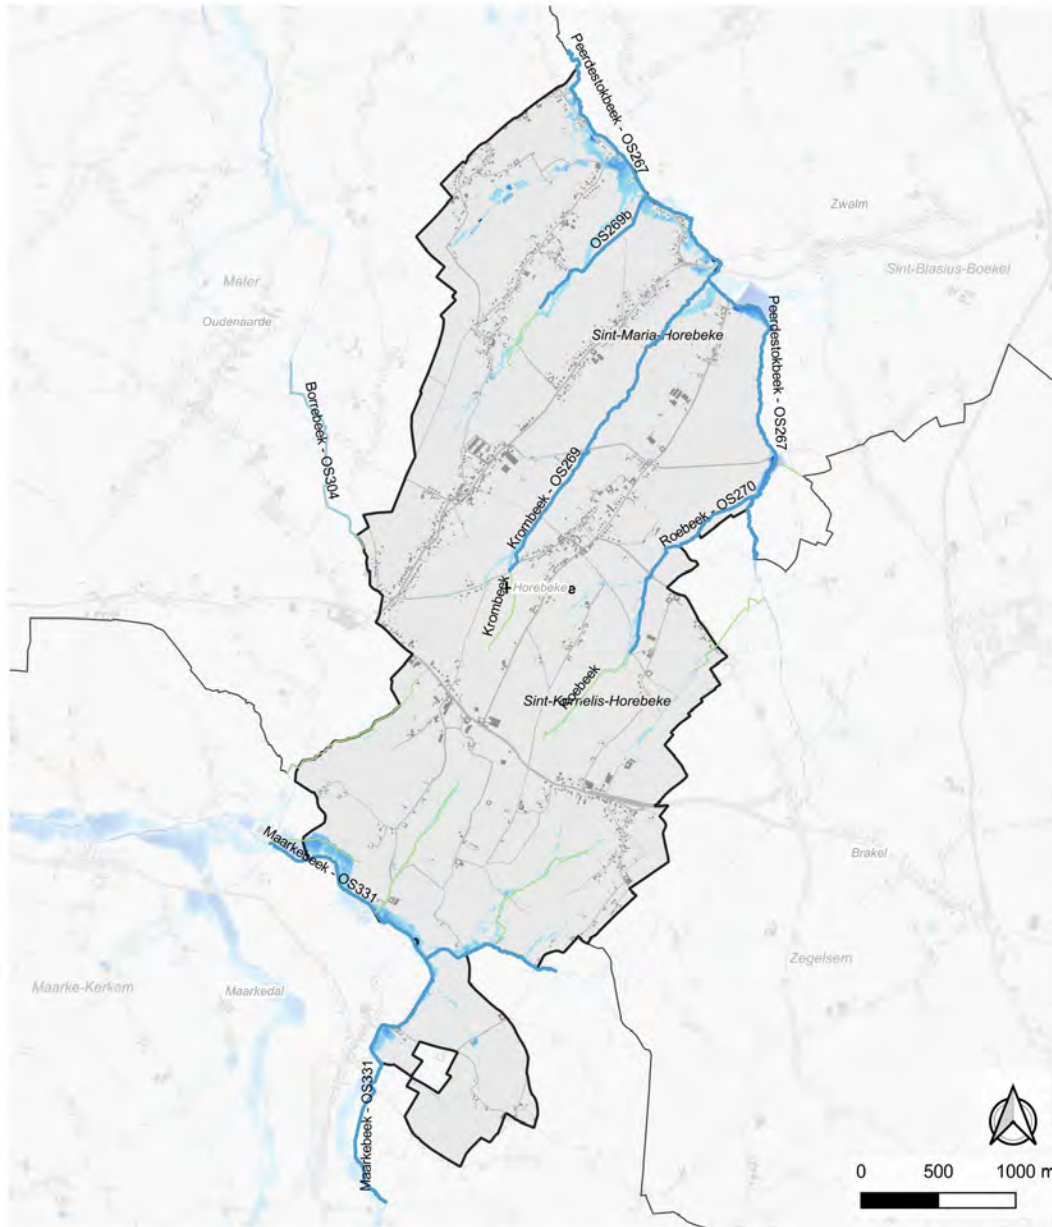 Peerdestokbeek - OS267
Zwalm
OS269b
Sint-Blasius-Boekel
Mater
Oudenaarde
Sint-Maria-Horebeke
Peerdestokbeek - OS267
Borrebeek - OS304
Krombeek - OS269
Roebeek - OS270
Krombeek
Horebeke
a
Roebeek
Sint-Kornelis-Horebeke
Maarkebeek - OS331
Brakel
Zegelsem
Maarke-Kerkem
Maarkedal
Maarkebeek - OS331
0 500 1000 m